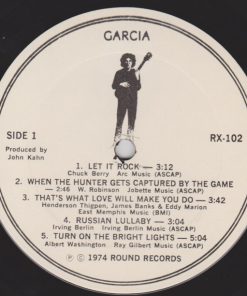 GARCIA
SIDE 1
RX-102
Produced by
John Kahn
1. LET IT ROCK — 3:12
Chuck Berry Arc Music (ASCAP)
2. WHEN THE HUNTER GETS CAPTURED BY THE GAME
— 2:46 W. Robinson Jobette Music (ASCAP)
3. THAT'S WHAT LOVE WILL MAKE YOU DO — 3:42
Henderson Thigpen, James Banks & Eddy Marion
East Memphis Music (BMI)
4. RUSSIAN LULLABY — 3:04
Irving Berlin Irving Berlin Music (ASCAP)
5. TURN ON THE BRIGHT LIGHTS — 5:04
Albert Washington Ray Gilbert Music (ASCAP)
℗ © 1974 ROUND RECORDS